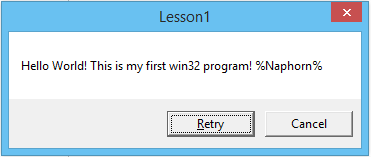 Lesson1
Hello World! This is my first win32 program! %Naphorn%
Retry
Cancel